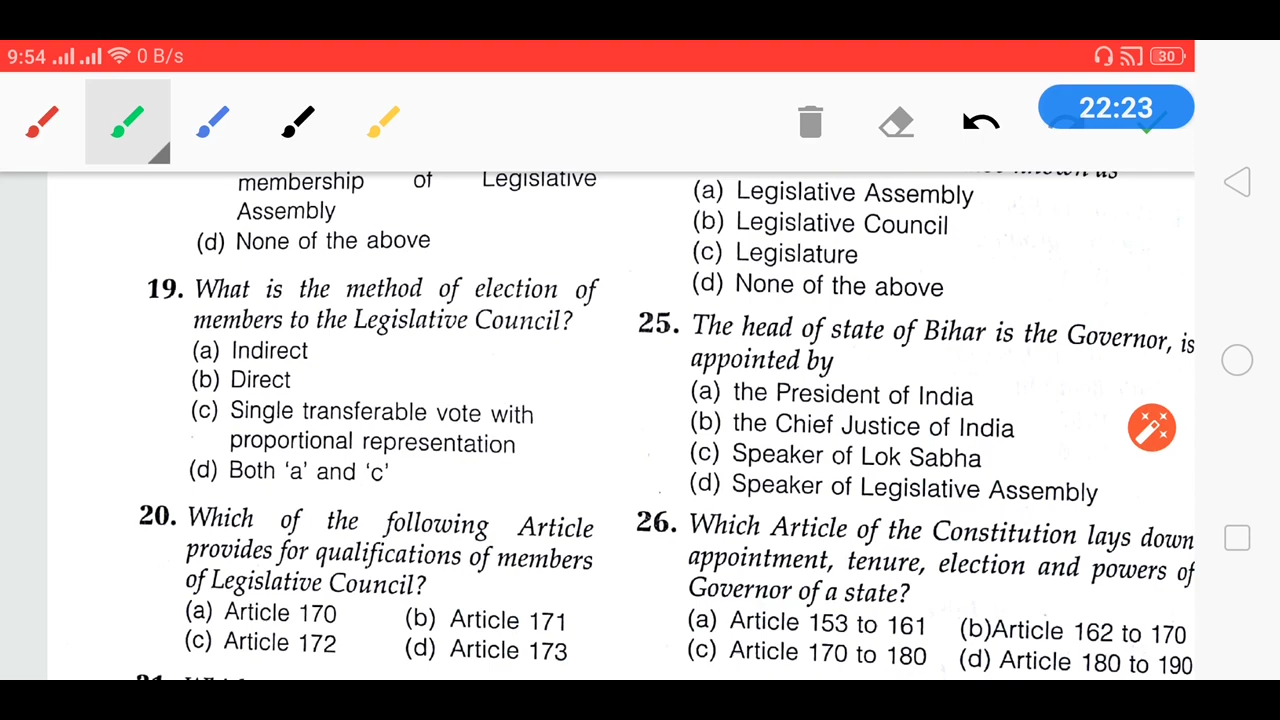 9:54 0 B/s 30
22:23
membership of Legislative
Assembly
(d) None of the above
19. What is the method of election of
members to the Legislative Council?
(a) Indirect
(b) Direct
(c) Single transferable vote with
proportional representation
(d) Both ‘a’ and ‘c’
20. Which of the following Article
provides for qualifications of members
of Legislative Council?
(a) Article 170 (b) Article 171
(c) Article 172 (d) Article 173
known as
(a) Legislative Assembly
(b) Legislative Council
(c) Legislature
(d) None of the above
25. The head of state of Bihar is the Governor, is
appointed by
(a) the President of India
(b) the Chief Justice of India
(c) Speaker of Lok Sabha
(d) Speaker of Legislative Assembly
26. Which Article of the Constitution lays down
appointment, tenure, election and powers of
Governor of a state?
(a) Article 153 to 161 (b)Article 162 to 170
(c) Article 170 to 180 (d) Article 180 to 190